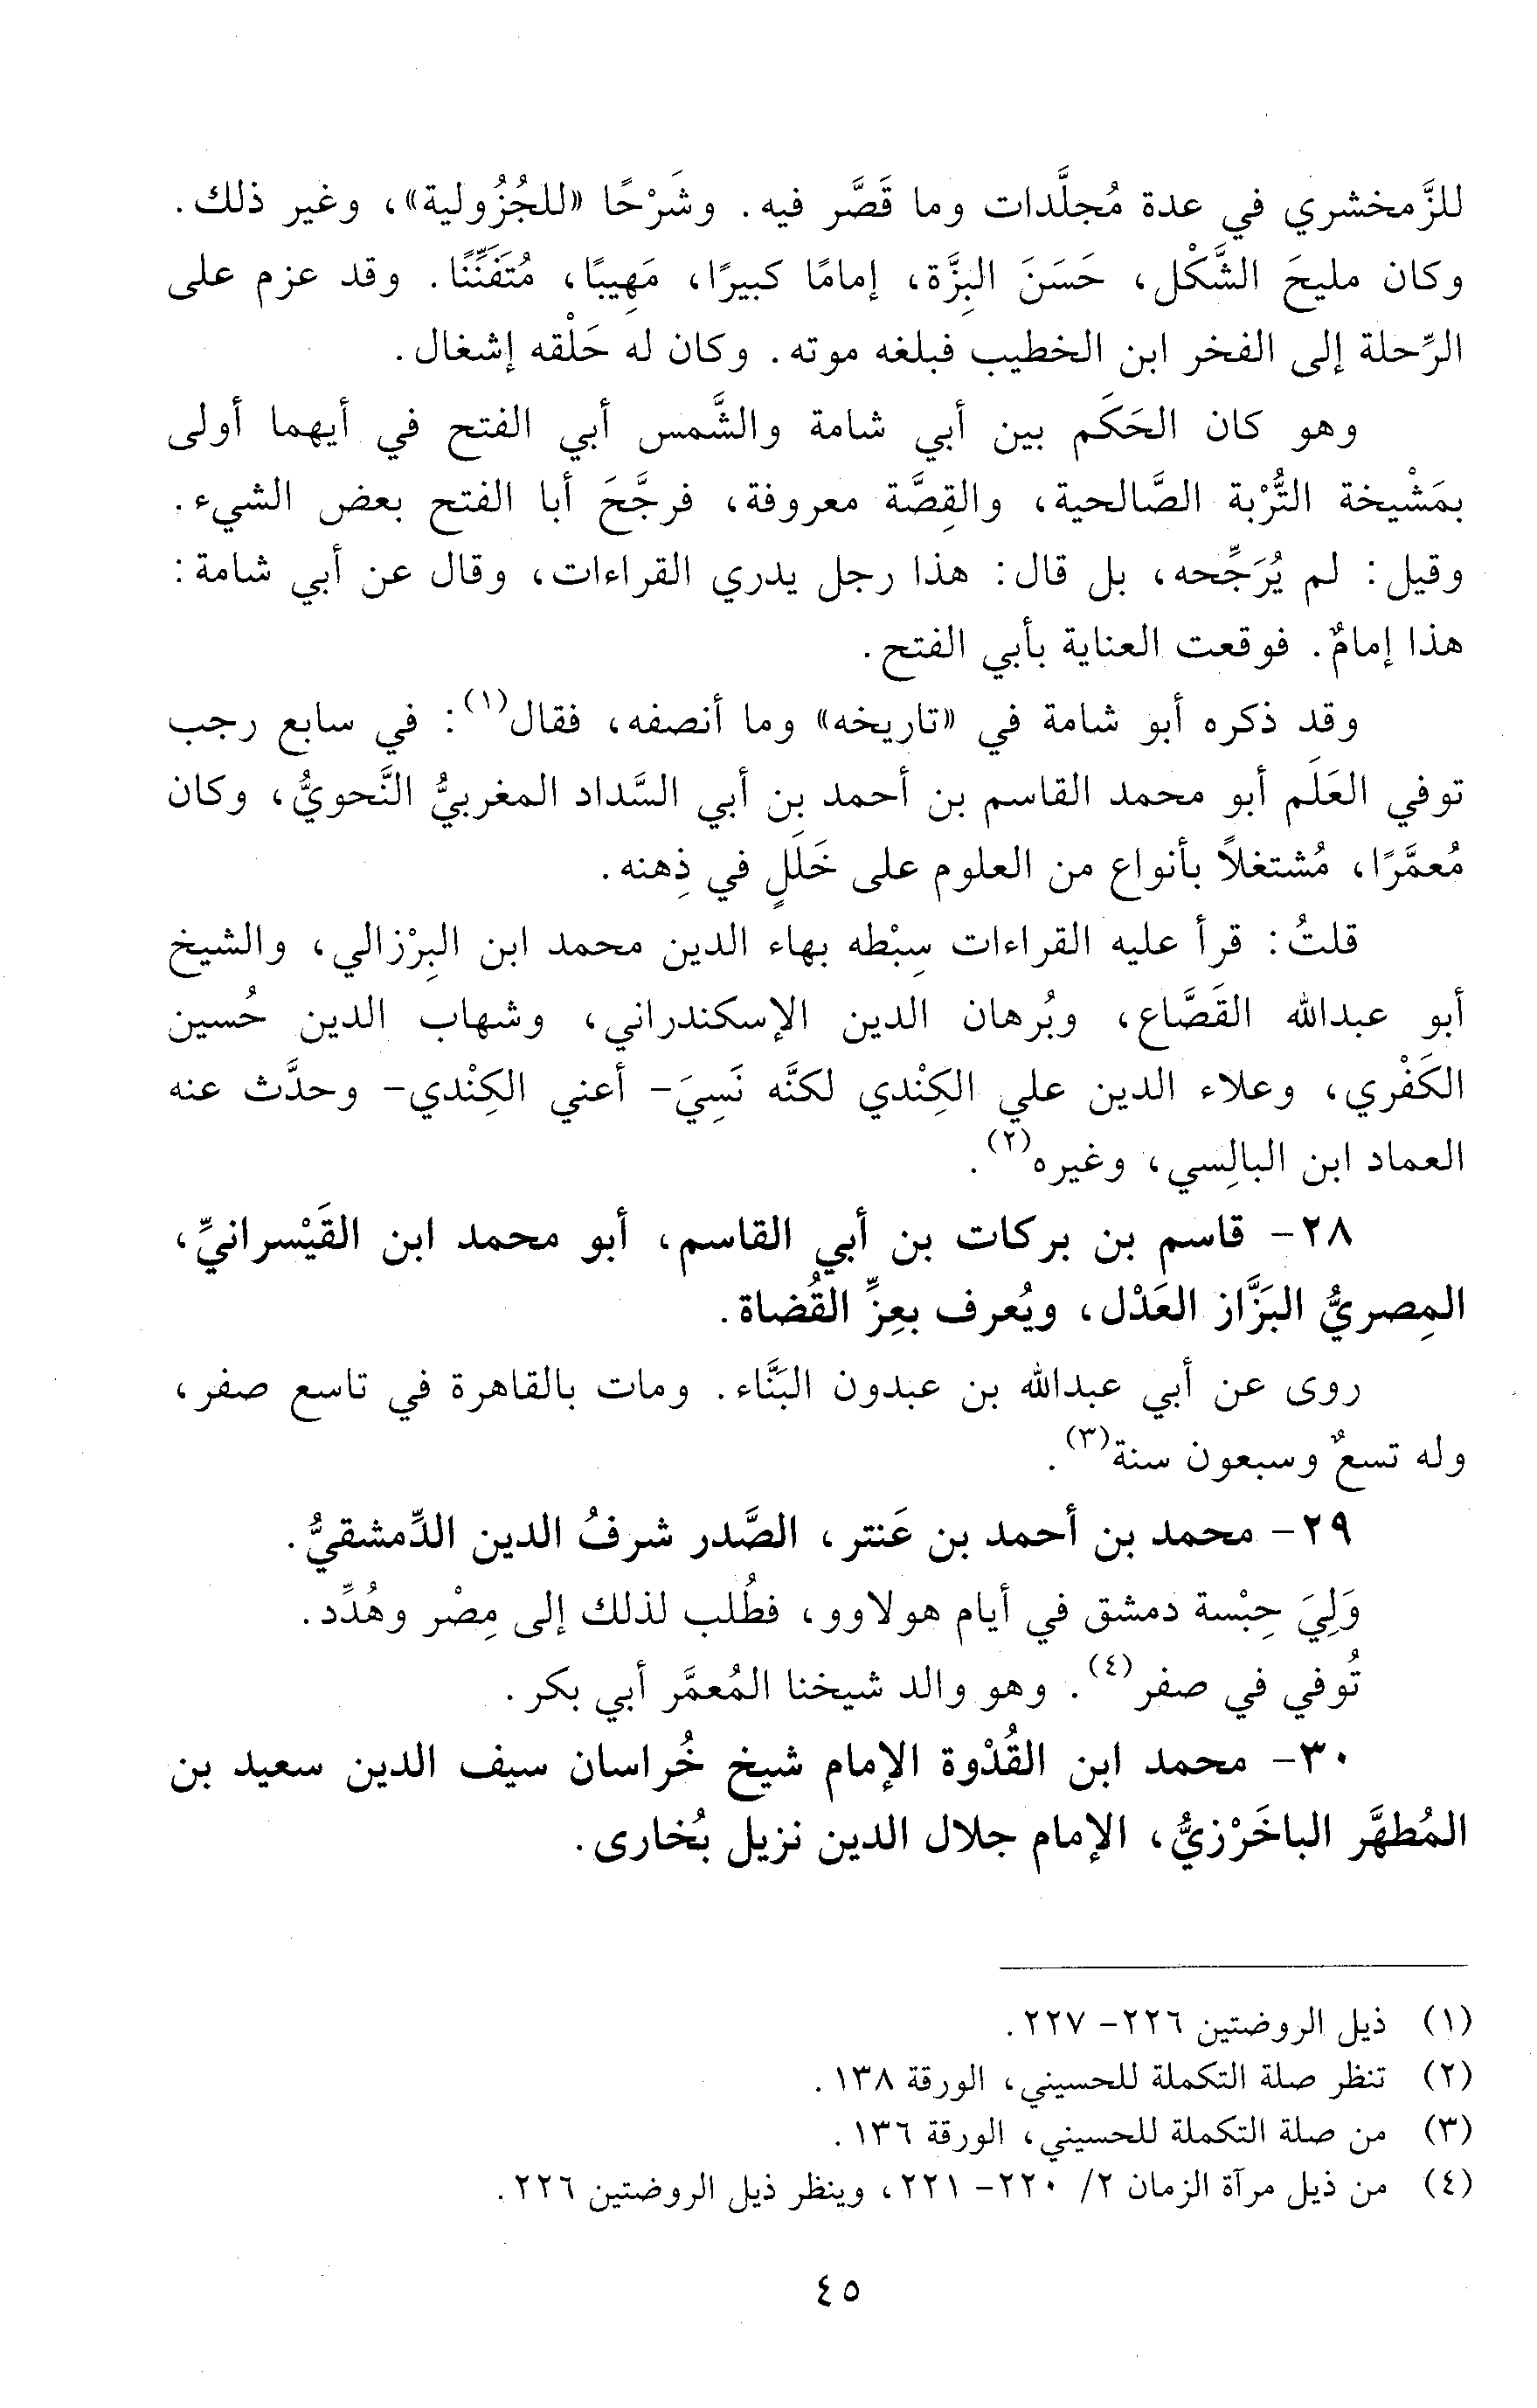 للزَّمخشري في عدة مُجلَّدات وما قَصَّر فيه. وشَرْحًا «للجُزُولية»، وغير ذلك.
وكان مليحَ الشَّكْل، حَسَنَ البِزَّة، إمامًا كبيرًا، مَهِيبًا، مُتَفَنِّنًا. وقد عزم على
الرِّحلة إلى الفخر ابن الخطيب فبلغه موته. وكان له حَلْقه إشغال.
وهو كان الحَكَم بين أبي شامة والشَّمس أبي الفتح في أيهما أولى
بمَشْيخة التُّرْبة الصَّالحية، والقِصَّة معروفة، فرجَّحَ أبا الفتح بعض الشيء.
وقيل: لم يُرَجِّحه، بل قال: هذا رجل يدري القراءات، وقال عن أبي شامة:
هذا إمامٌ. فوقعت العناية بأبي الفتح.
وقد ذكره أبو شامة في «تاريخه» وما أنصفه، فقال(١): في سابع رجب
توفي العَلَم أبو محمد القاسم بن أحمد بن أبي السَّداد المغربيُّ النَّحويُّ، وكان
مُعمَّرًا، مُشتغلاً بأنواع من العلوم على خَلَلٍ في ذِهنه.
قلتُ: قرأ عليه القراءات سِبْطه بهاء الدين محمد ابن البِرْزالي، والشيخ
أبو عبدالله القَصَّاع، وبُرهان الدين الإسكندراني، وشهاب الدين حُسين
الكَفْري، وعلاء الدين علي الكِنْدي لكنَّه نَسِيَ- أعني الكِنْدي- وحدَّث عنه
العماد ابن البالِسي، وغيره(٢).
٢٨- قاسم بن بركات بن أبي القاسم، أبو محمد ابن القَيْسرانيِّ،
المِصريُّ البَزَّاز العَدْل، ويُعرف بعِزِّ القُضاة.
روى عن أبي عبدالله بن عبدون البَنَّاء. ومات بالقاهرة في تاسع صفر،
وله تسعٌ وسبعون سنة(٣).
٢٩- محمد بن أحمد بن عَنتر، الصَّدر شرفُ الدين الدِّمشقيُّ.
وَلِيَ حِبْسة دمشق في أيام هولاوو، فطُلب لذلك إلى مِصْر وهُدِّد.
تُوفي في صفر(٤). وهو والد شيخنا المُعمَّر أبي بكر.
٣٠- محمد ابن القُدْوة الإمام شيخ خُراسان سيف الدين سعيد بن
المُطهَّر الباخَرْزيُّ، الإمام جلال الدين نزيل بُخارى.
(١) ذيل الروضتين ٢٢٦- ٢٢٧.
(٢) تنظر صلة التكملة للحسيني، الورقة ١٣٨.
(٣) من صلة التكملة للحسيني، الورقة ١٣٦.
(٤) من ذيل مرآة الزمان ٢/ ٢٢٠- ٢٢١، وينظر ذيل الروضتين ٢٢٦.
٤٥